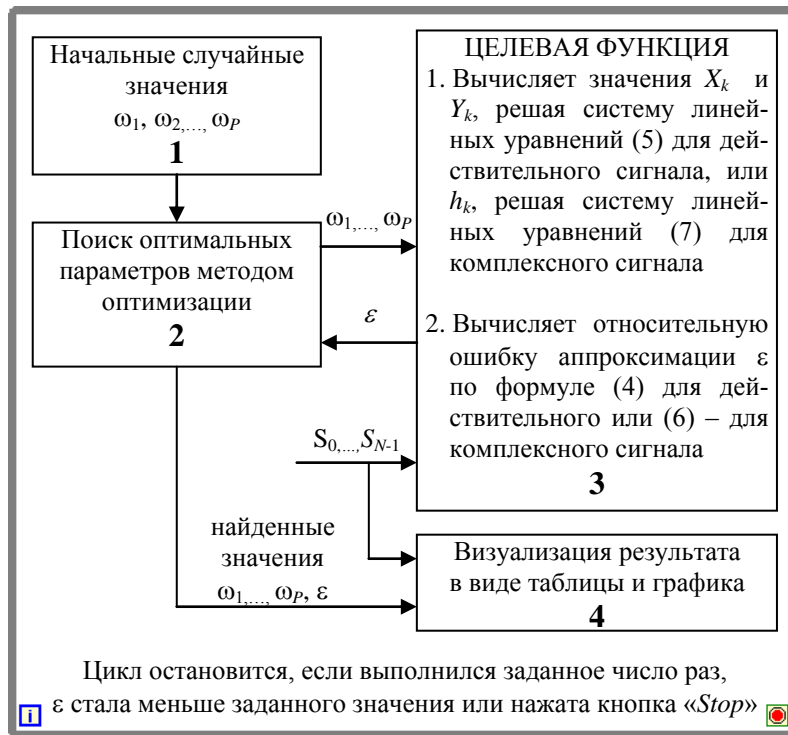 Начальные случайные
значения
ω1, ω2,..., ωP
1
Поиск оптимальных
параметров методом
оптимизации
2
ω1,..., ωP
ε
ЦЕЛЕВАЯ ФУНКЦИЯ
1. Вычисляет значения Xk и
Yk, решая систему линей-
ных уравнений (5) для дей-
ствительного сигнала, или
hk, решая систему линей-
ных уравнений (7) для
комплексного сигнала
2. Вычисляет относительную
ошибку аппроксимации ε
по формуле (4) для дей-
ствительного или (6) – для
комплексного сигнала
3
S0,...,SN-1
найденные
значения
ω1,..., ωP, ε
Визуализация результата
в виде таблицы и графика
4
Цикл остановится, если выполнился заданное число раз,
ε стала меньше заданного значения или нажата кнопка «Stop»
i